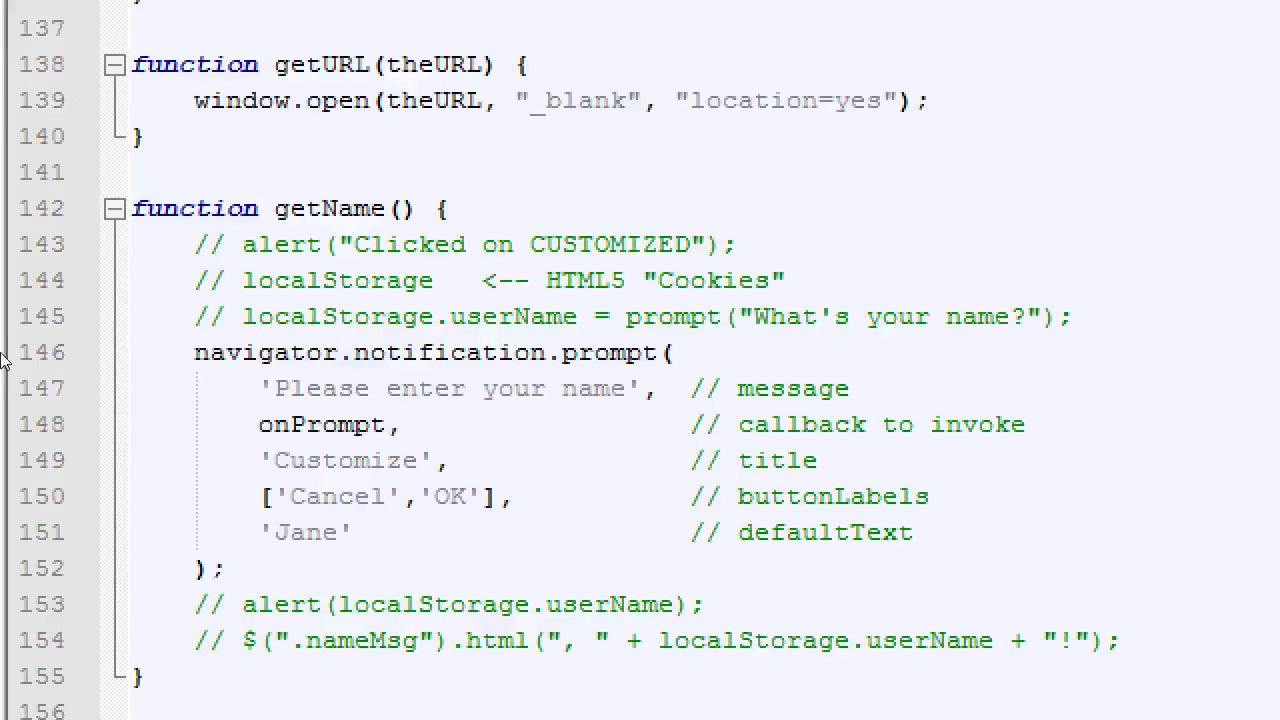 137
138 function getURL(theURL) {
139 window.open(theURL, "_blank", "location=yes");
140 }
141
142 function getName() {
143 // alert("Clicked on CUSTOMIZED");
144 // localStorage   <-- HTML5 "Cookies"
145 // localStorage.userName = prompt("What's your name?");
146 navigator.notification.prompt(
147 'Please enter your name',  // message
148 onPrompt,                  // callback to invoke
149 'Customize',               // title
150 ['Cancel','OK'],           // buttonLabels
151 'Jane'                     // defaultText
152 );
153 // alert(localStorage.userName);
154 // $(".nameMsg").html(", " + localStorage.userName + "!");
155 }
156